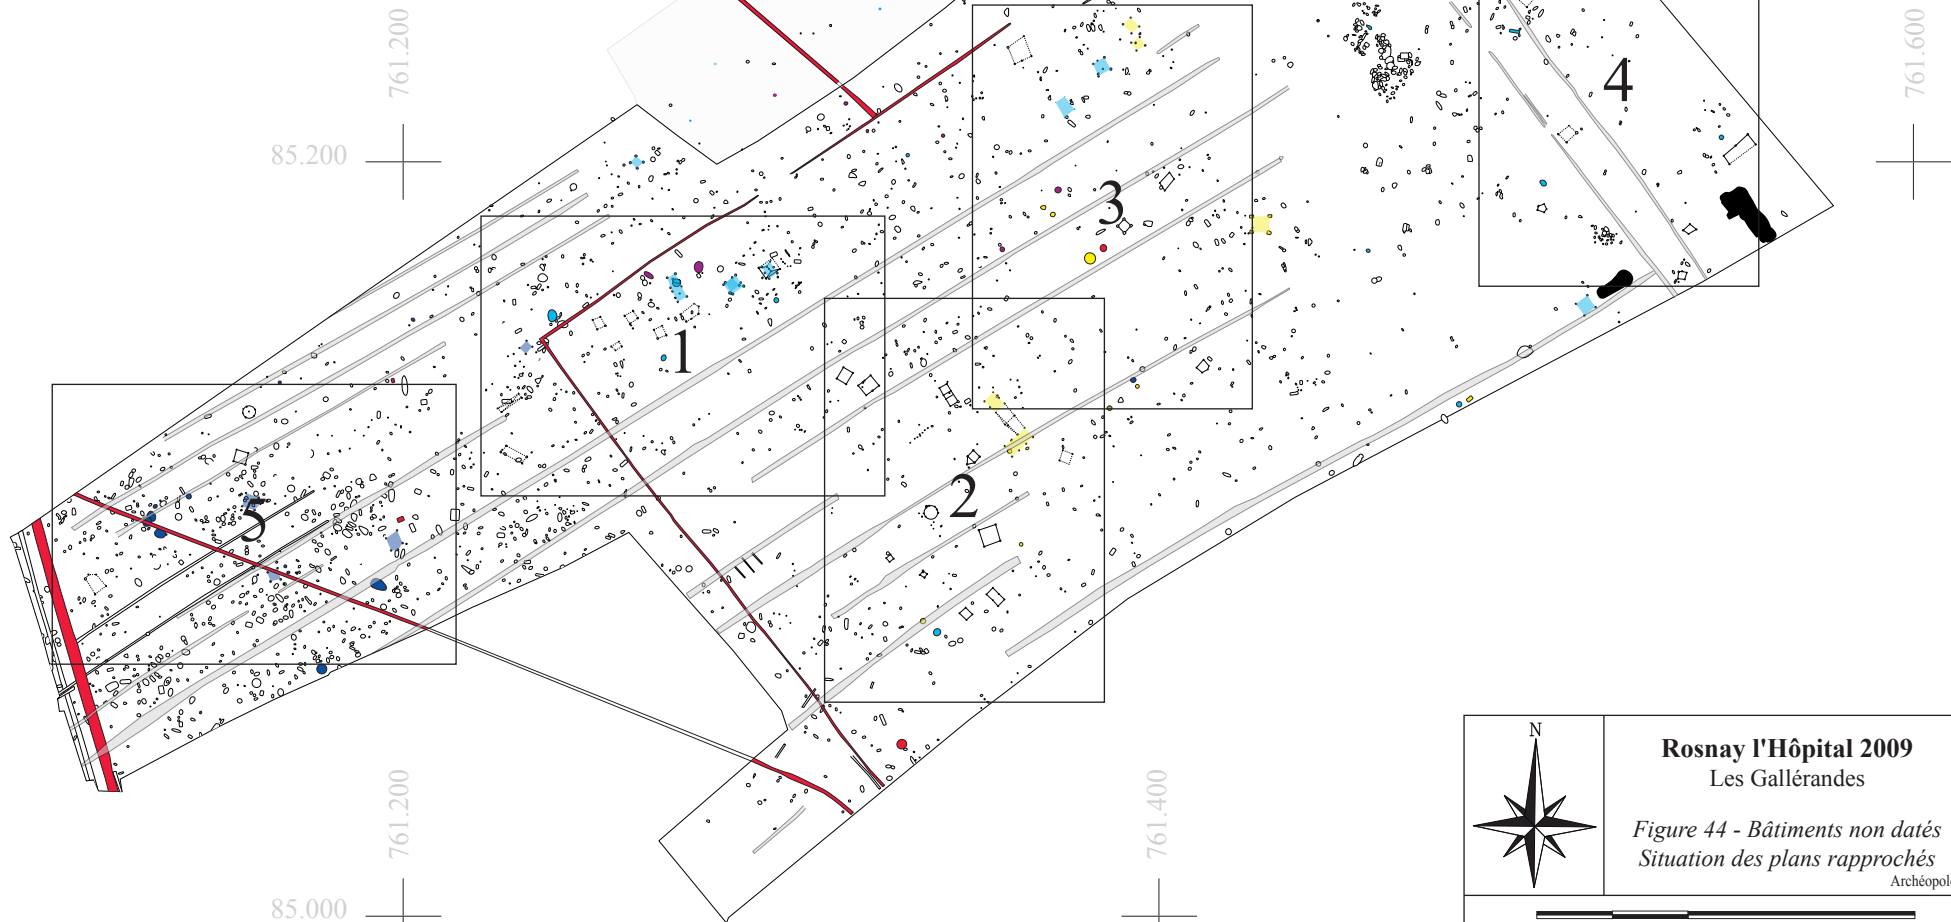 761.200
761.600
85.200
4
3
1
2
5
761.200
761.400
85.000
N
Rosnay l'Hôpital 2009
Les Gallérandes
Figure 44 - Bâtiments non datés
Situation des plans rapprochés